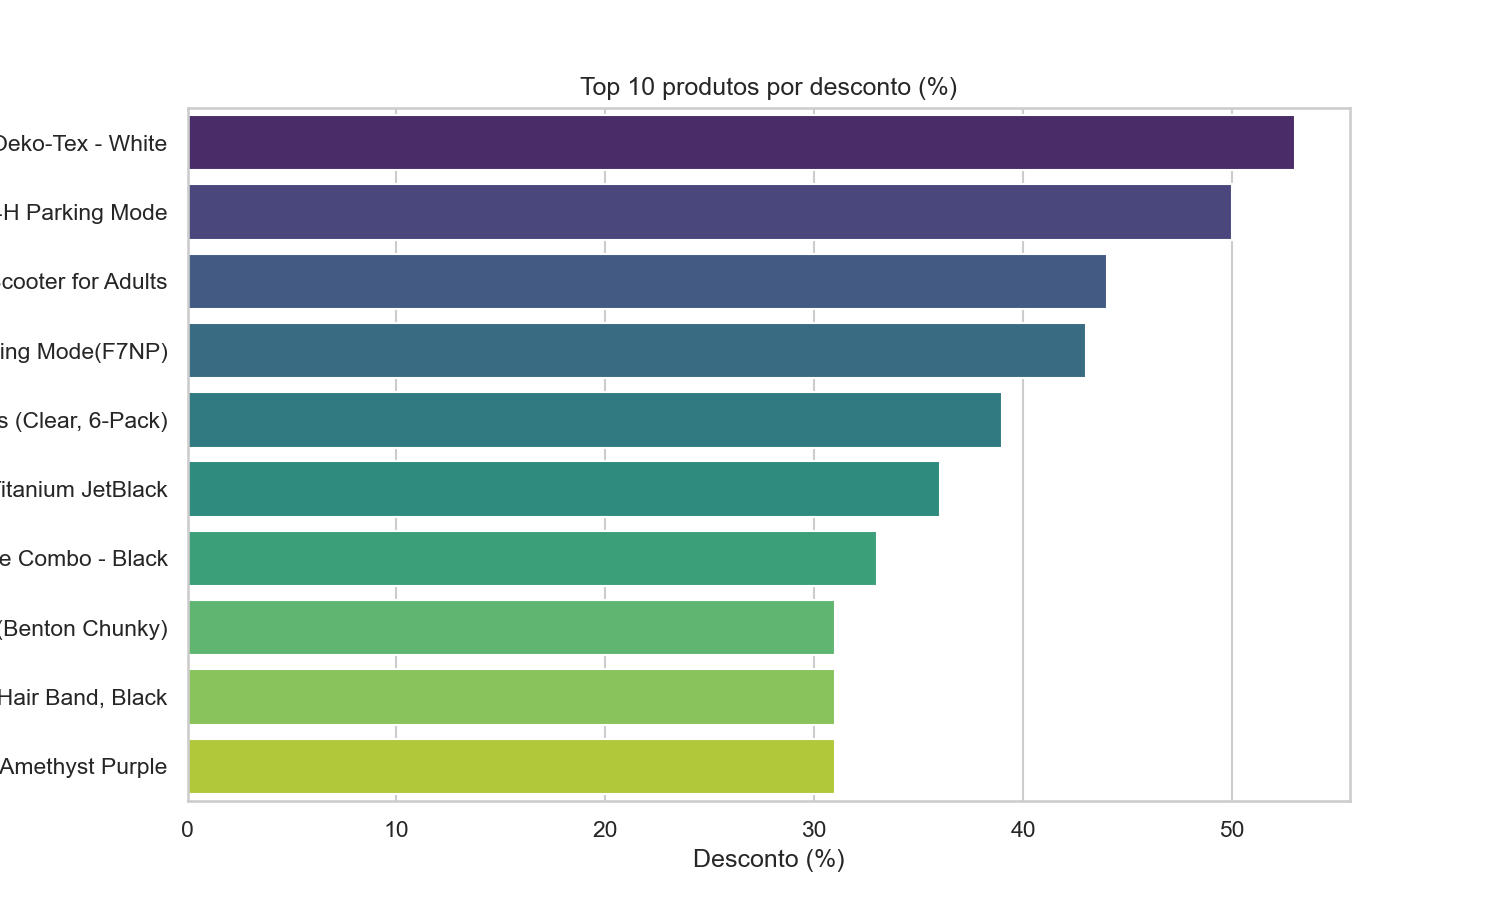 Top 10 produtos por desconto (%)
Deko-Tex - White
-H Parking Mode
cooter for Adults
ing Mode(F7NP)
s (Clear, 6-Pack)
itanium JetBlack
e Combo - Black
(Benton Chunky)
Hair Band, Black
Amethyst Purple
0 10 20 30 40 50
Desconto (%)